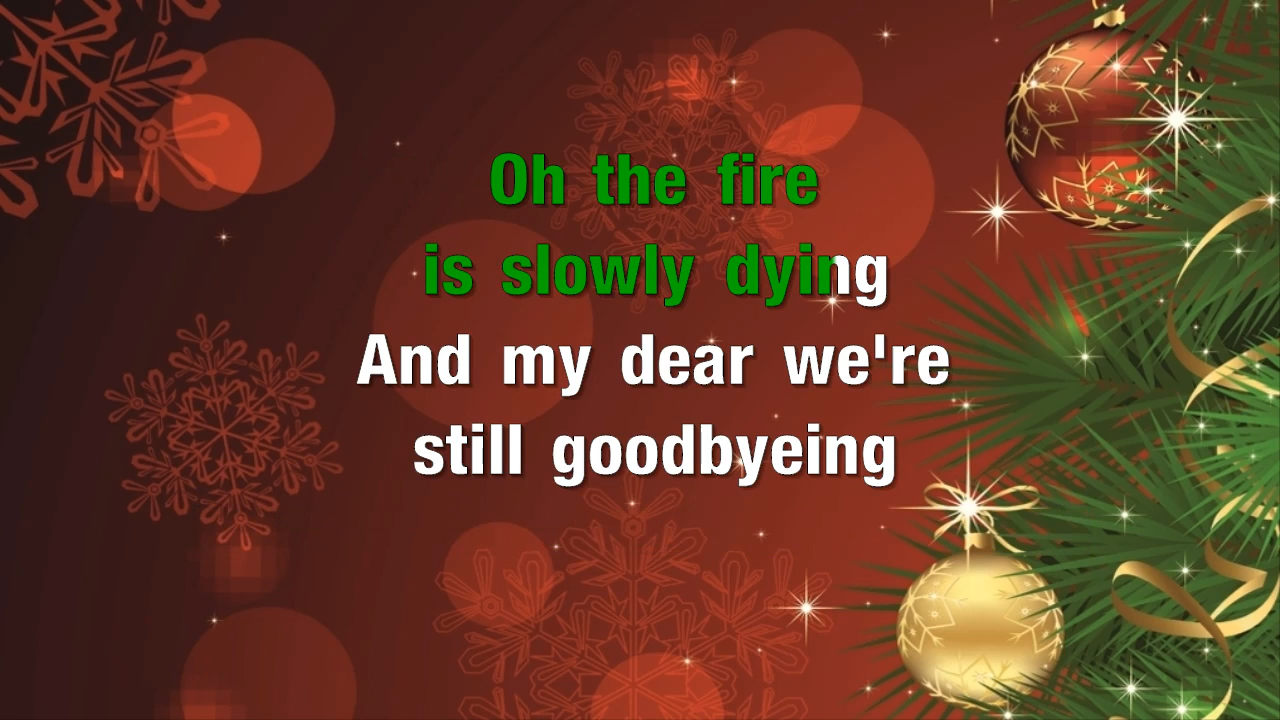 Oh the fire
is slowly dying
And my dear we're
still goodbyeing